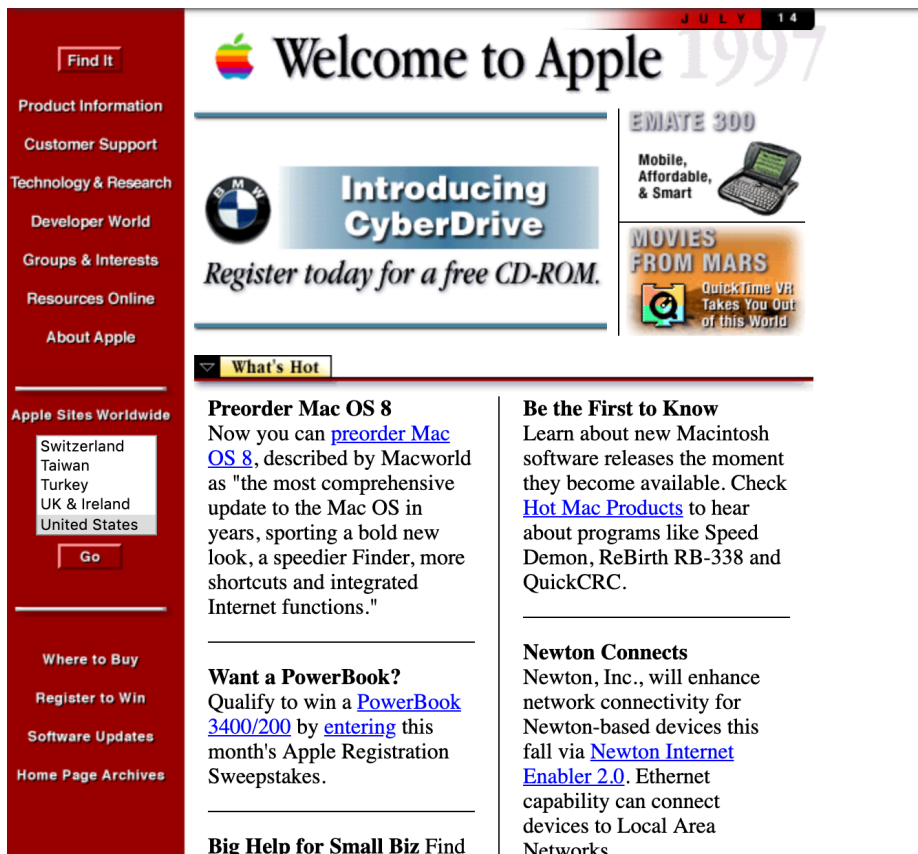 JULY 14
1997
Welcome to Apple
Find It
Product Information
Customer Support
Technology & Research
Developer World
Groups & Interests
Resources Online
About Apple
Apple Sites Worldwide
Switzerland
Taiwan
Turkey
UK & Ireland
United States
Go
Where to Buy
Register to Win
Software Updates
Home Page Archives
BMW
Introducing
CyberDrive
Register today for a free CD-ROM.
EMATE 300
Mobile,
Affordable,
& Smart
MOVIES
FROM MARS
QuickTime VR
Takes You Out
of this World
What's Hot
Preorder Mac OS 8
Now you can preorder Mac
OS 8, described by Macworld
as "the most comprehensive
update to the Mac OS in
years, sporting a bold new
look, a speedier Finder, more
shortcuts and integrated
Internet functions."
Want a PowerBook?
Qualify to win a PowerBook
3400/200 by entering this
month's Apple Registration
Sweepstakes.
Big Help for Small Biz Find
Be the First to Know
Learn about new Macintosh
software releases the moment
they become available. Check
Hot Mac Products to hear
about programs like Speed
Demon, ReBirth RB-338 and
QuickCRC.
Newton Connects
Newton, Inc., will enhance
network connectivity for
Newton-based devices this
fall via Newton Internet
Enabler 2.0. Ethernet
capability can connect
devices to Local Area
Networks